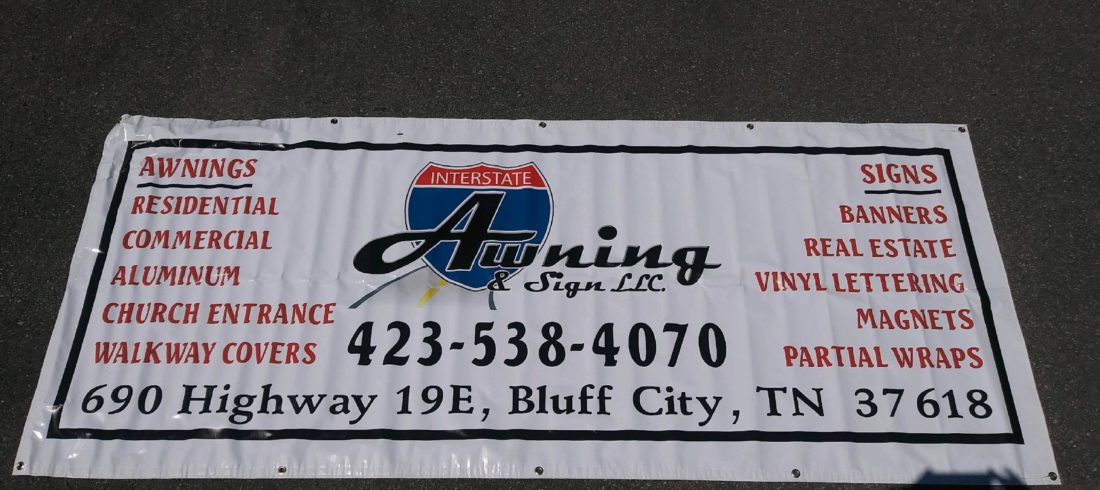 AWNINGS
RESIDENTIAL
COMMERCIAL
ALUMINUM
CHURCH ENTRANCE
WALKWAY COVERS
INTERSTATE
Awning
& Sign LLC.
423-538-4070
SIGNS
BANNERS
REAL ESTATE
VINYL LETTERING
MAGNETS
PARTIAL WRAPS
690 Highway 19E, Bluff City, TN 37618